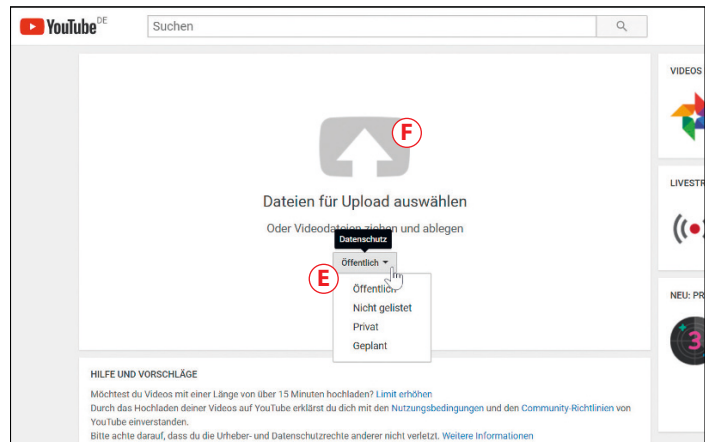 YouTube DE
Suchen
VIDEOS
F
LIVESTR
Dateien für Upload auswählen
Oder Videodateien ziehen und ablegen
Datenschutz
Öffentlich
E
Öffentlich
Nicht gelistet
NEU: PR
Privat
Geplant
3
HILFE UND VORSCHLÄGE
Möchtest du Videos mit einer Länge von über 15 Minuten hochladen? Limit erhöhen
Durch das Hochladen deiner Videos auf YouTube erklärst du dich mit den Nutzungsbedingungen und den Community-Richtlinien von
YouTube einverstanden.
Bitte achte darauf, dass du die Urheber- und Datenschutzrechte anderer nicht verletzt. Weitere Informationen